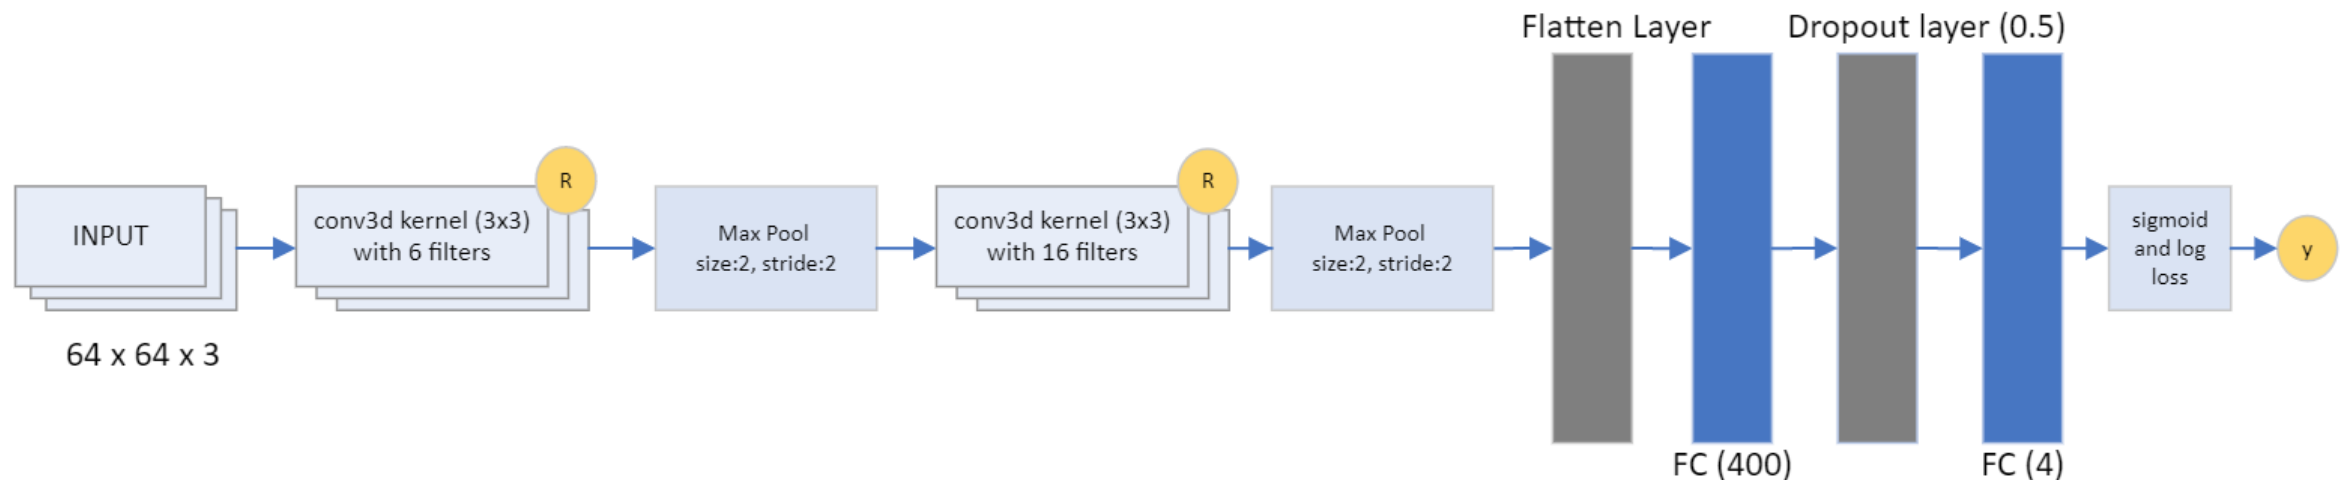 Flatten Layer
Dropout layer (0.5)
INPUT
64 x 64 x 3
conv3d kernel (3x3)
with 6 filters
R
Max Pool
size:2, stride:2
conv3d kernel (3x3)
with 16 filters
R
Max Pool
size:2, stride:2
FC (400)
FC (4)
sigmoid
and log
loss
y